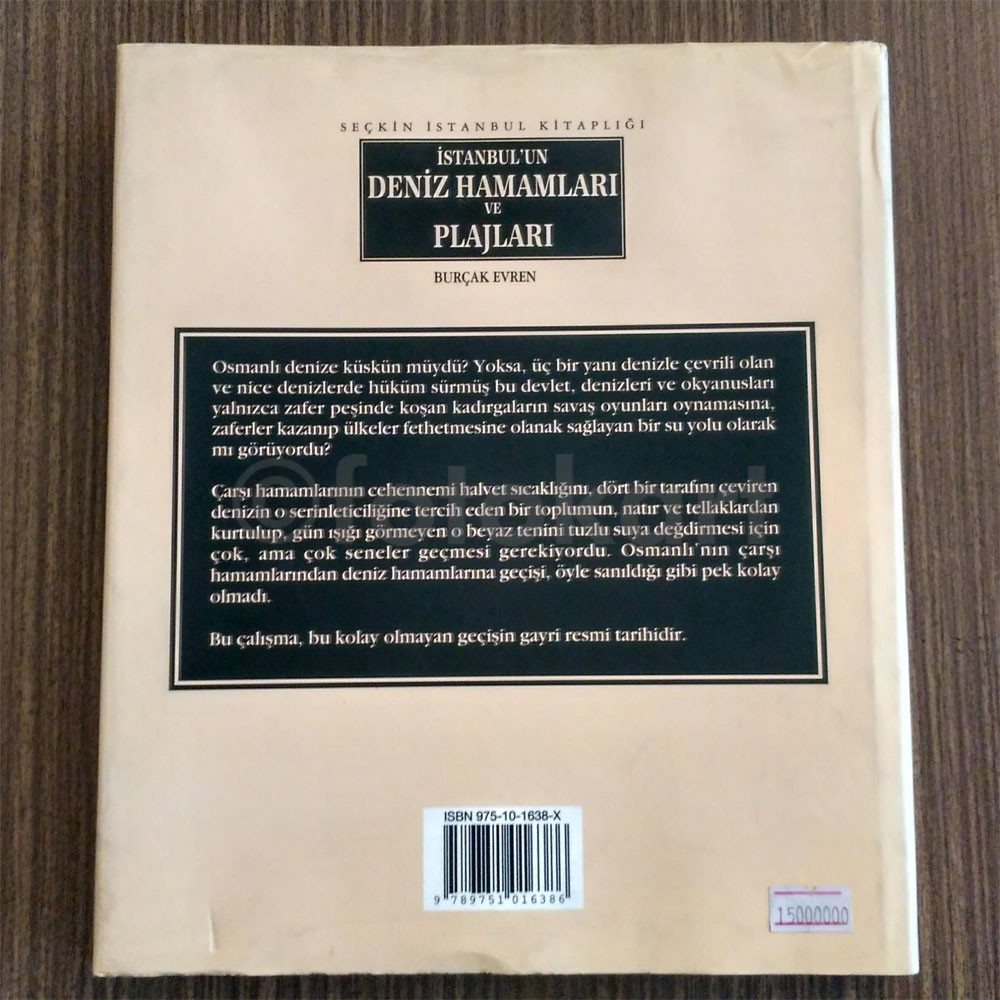 SEÇKİN İSTANBUL KİTAPLIĞI
İSTANBUL'UN
DENİZ HAMAMLARI
VE
PLAJLARI
BURÇAK EVREN
Osmanlı denize küskün müydü? Yoksa, üç bir yanı denizle çevrili olan
ve nice denizlerde hüküm sürmüş bu devlet, denizleri ve okyanusları
yalnızca zafer peşinde koşan kadırgaların savaş oyunları oynamasına,
zaferler kazanıp ülkeler fethetmesine olanak sağlayan bir su yolu olarak
mı görüyordu?
Çarşı hamamlarının cehennemi halvet sıcaklığını, dört bir tarafını çeviren
denizin o serinleticiliğine tercih eden bir toplumun, natır ve tellaklardan
kurtulup, gün ışığı görmeyen o beyaz tenini tuzlu suya değdirmesi için
çok, ama çok seneler geçmesi gerekiyordu. Osmanlı'nın çarşı
hamamlarından deniz hamamlarına geçişi, öyle sanıldığı gibi pek kolay
olmadı.
Bu çalışma, bu kolay olmayan geçişin gayri resmi tarihidir.
ISBN 975-10-1638-X
9 789751 016386
15000000